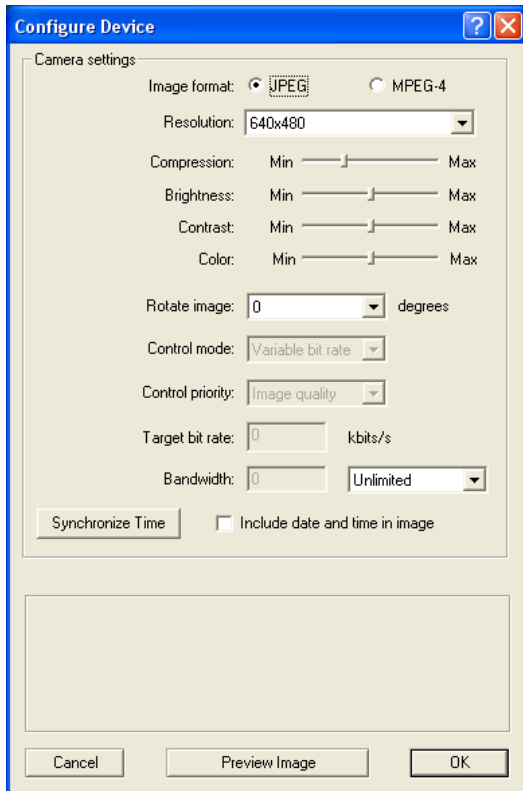 Configure Device
Camera settings
Image format: JPEG MPEG-4
Resolution: 640x480
Compression: Min Max
Brightness: Min Max
Contrast: Min Max
Color: Min Max
Rotate image: 0 degrees
Control mode: Variable bit rate
Control priority: Image quality
Target bit rate: 0 kbits/s
Bandwidth: 0 Unlimited
Synchronize Time Include date and time in image
Cancel Preview Image OK